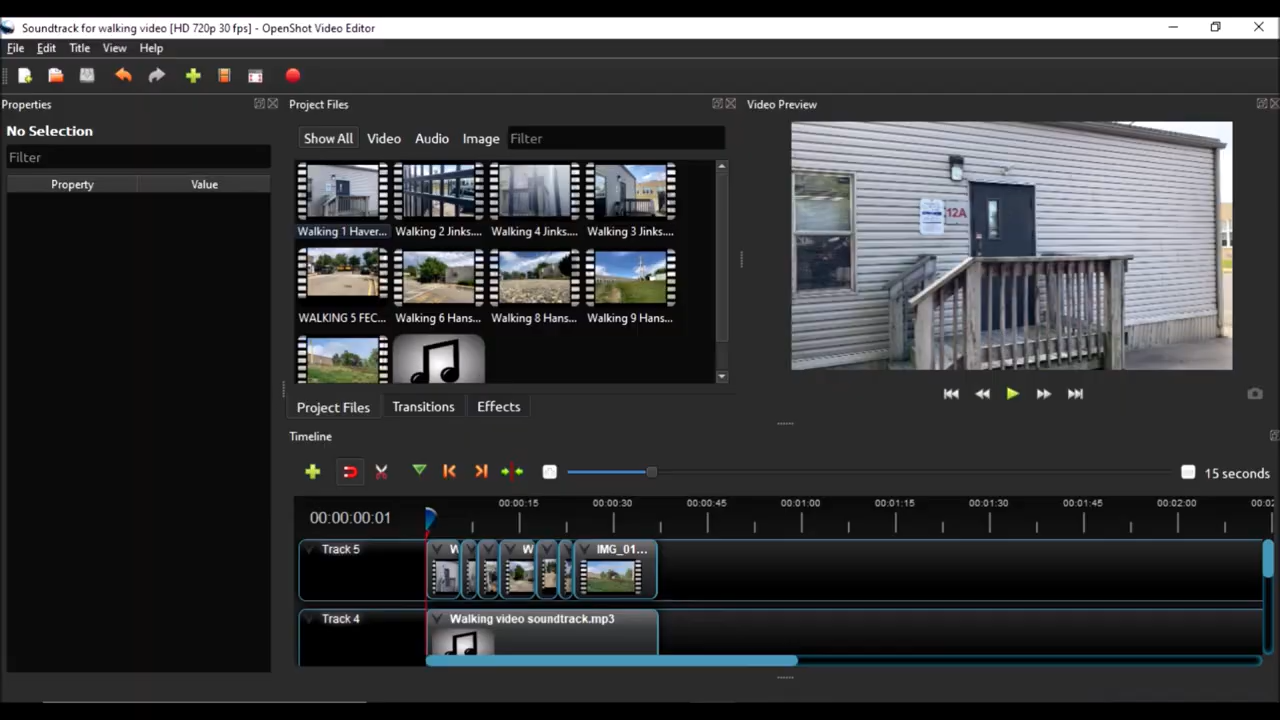 Soundtrack for walking video [HD 720p 30 fps] - OpenShot Video Editor
File Edit Title View Help
Properties
Project Files
Video Preview
No Selection
Filter
Property Value
Show All Video Audio Image Filter
Walking 1 Haver... Walking 2 Jinks.... Walking 4 Jinks.... Walking 3 Jinks....
WALKING 5 FEC... Walking 6 Hans... Walking 8 Hans... Walking 9 Hans...
12A
Project Files Transitions Effects
Timeline
15 seconds
00:00:00:01
00:00:15 00:00:30 00:00:45 00:01:00 00:01:15 00:01:30 00:01:45 00:02:00
Track 5
W W IMG_01...
Track 4
Walking video soundtrack.mp3